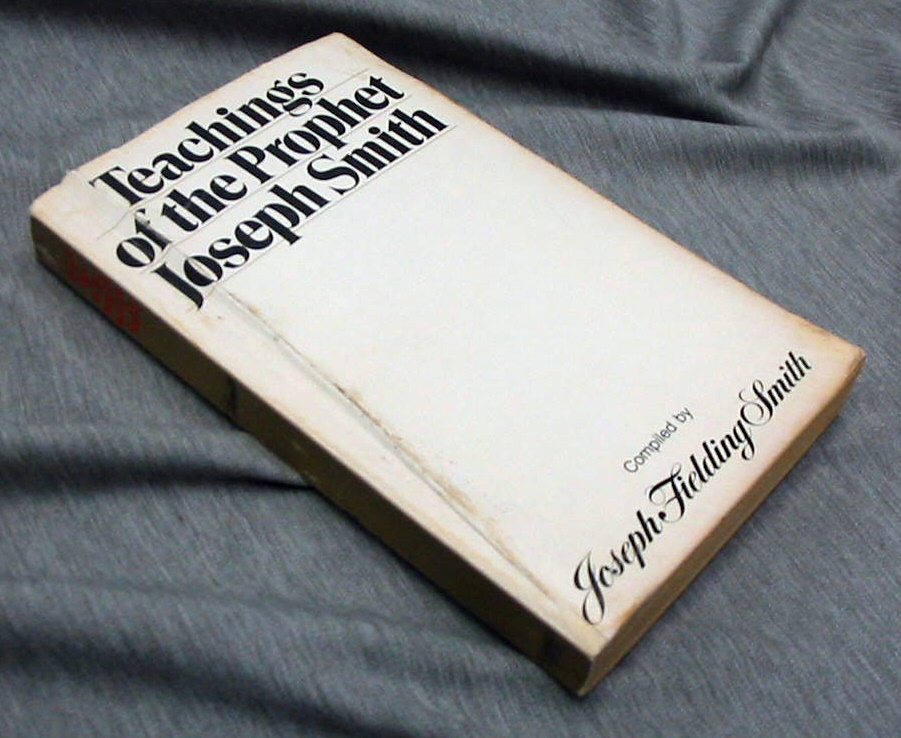 Teachings
of the Prophet
Joseph Smith
Compiled by
Joseph Fielding Smith